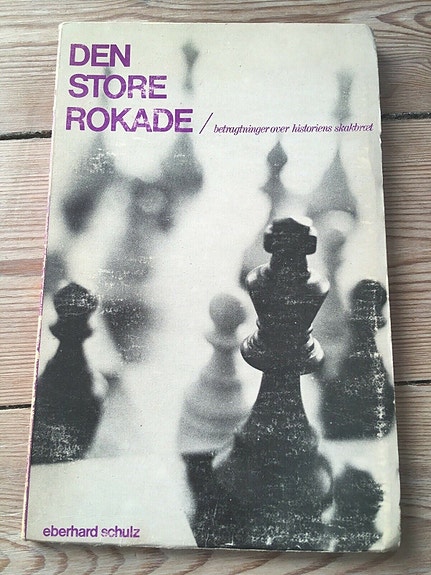 DEN
STORE
ROKADE / betragtninger over historiens skakbræt
eberhard schulz